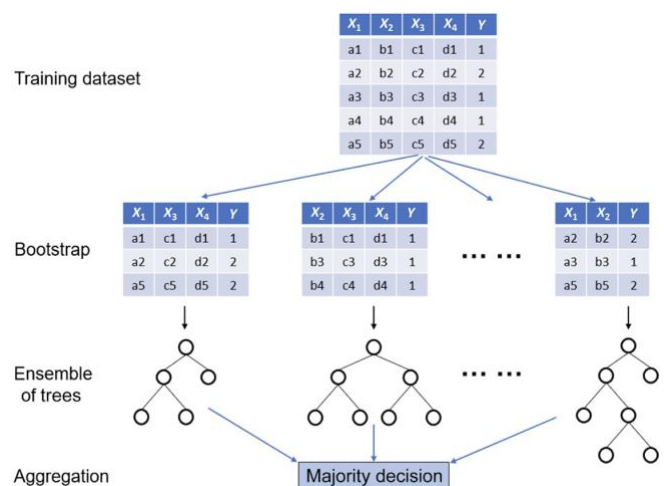 X1 X2 X3 X4 Y
a1 b1 c1 d1 1
Training dataset
a2 b2 c2 d2 2
a3 b3 c3 d3 1
a4 b4 c4 d4 1
a5 b5 c5 d5 2
X1 X3 X4 Y
a1 c1 d1 1
a2 c2 d2 2
a5 c5 d5 2
X2 X3 X4 Y
b1 c1 d1 1
b3 c3 d3 1
b4 c4 d4 1
... ...
X1 X2 Y
a2 b2 2
a3 b3 1
a5 b5 2
Bootstrap
Ensemble
of trees
... ...
Aggregation
Majority decision